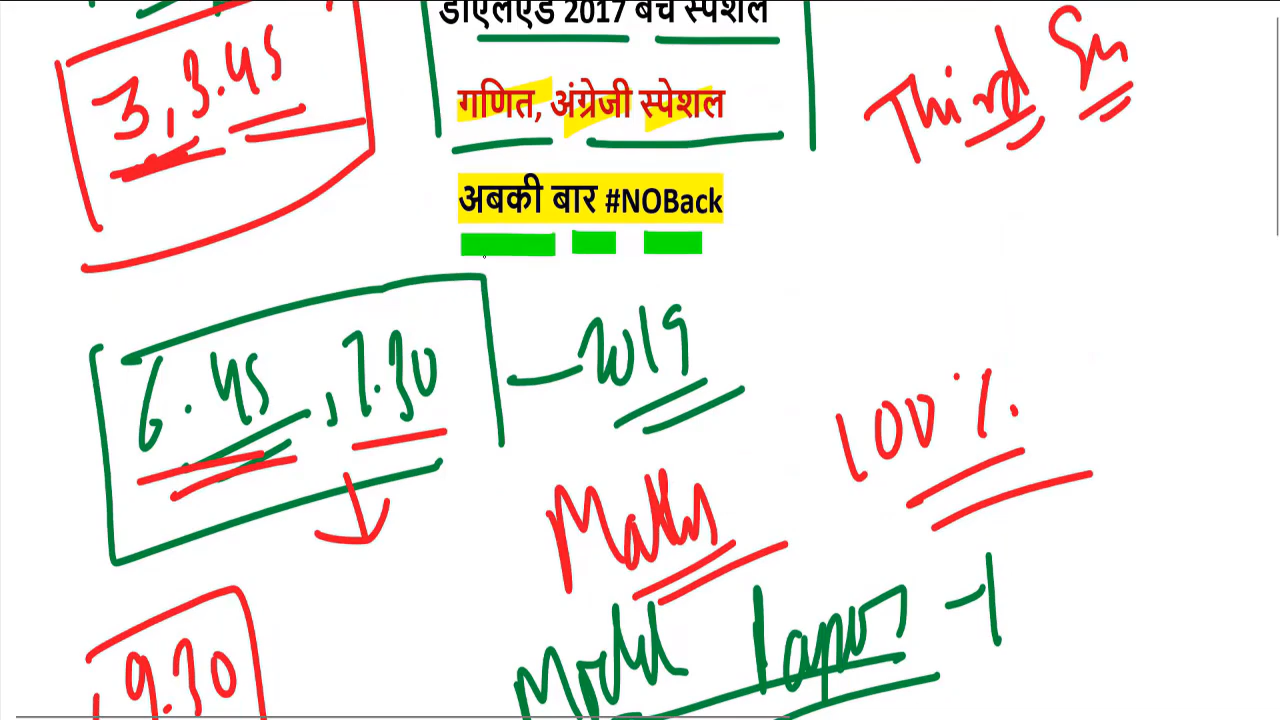 डीएलएड 2017 बैच स्पेशल
3, 3.45
गणित, अंग्रेजी स्पेशल
Third Sem
अबकी बार #NOBack
6.45, 7.30 - 2019
100%
Maths
Model Papers -1
9.30